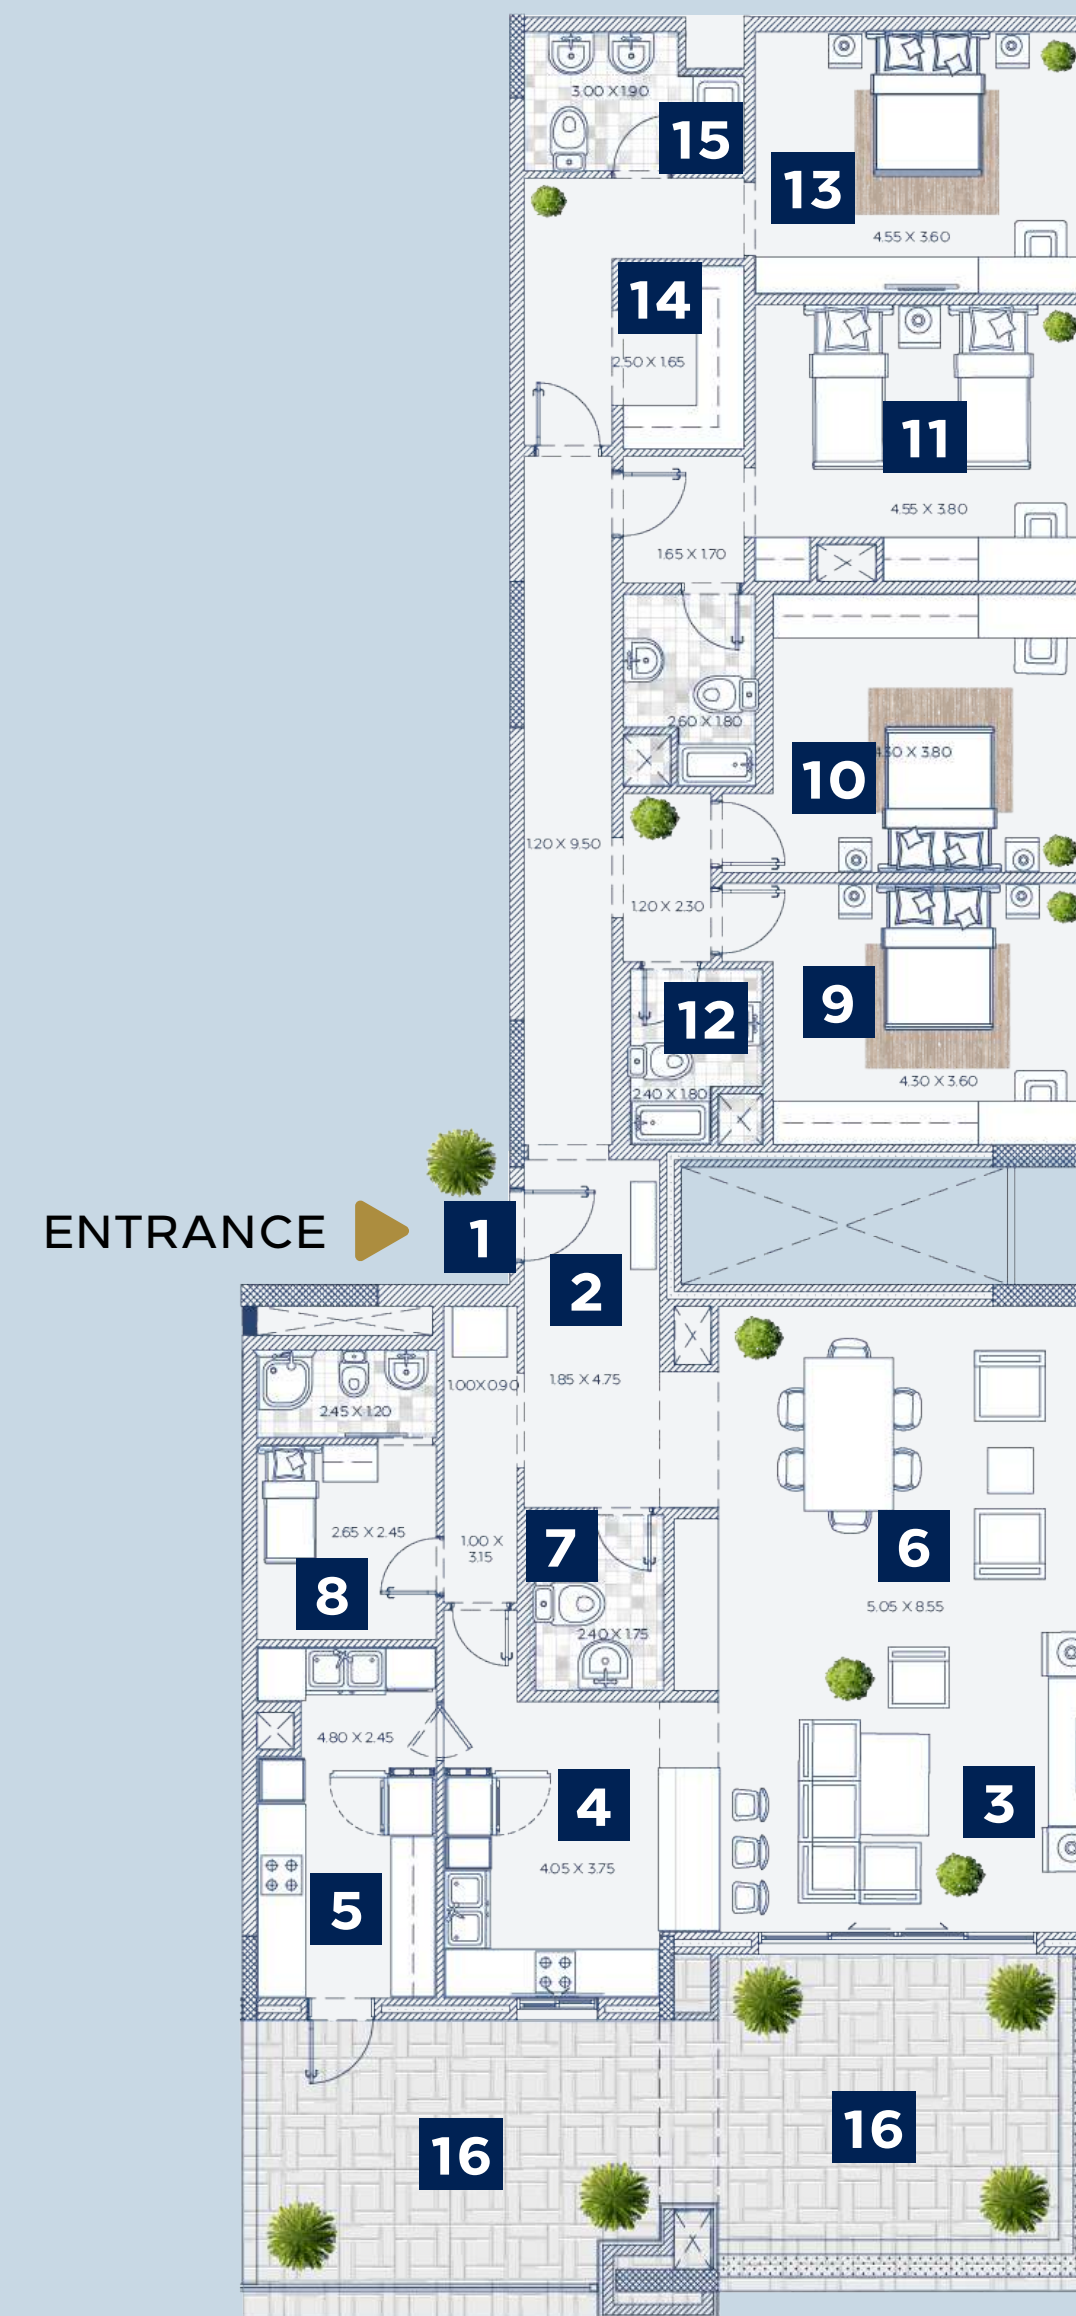 3.00 X 1.90
15
13
4.55 X 3.60
14
2.50 X 1.65
11
4.55 X 3.80
1.65 X 1.70
2.60 X 1.80
10
4.30 X 3.80
1.20 X 9.50
1.20 X 2.30
12
9
4.30 X 3.60
2.40 X 1.80
ENTRANCE
1
2
1.00X0.90
1.85 X 4.75
2.45 X 1.20
2.65 X 2.45
1.00 X
3.15
7
6
8
5.05 X 8.55
2.40 X 1.75
4.80 X 2.45
4
3
4.05 X 3.75
5
16
16